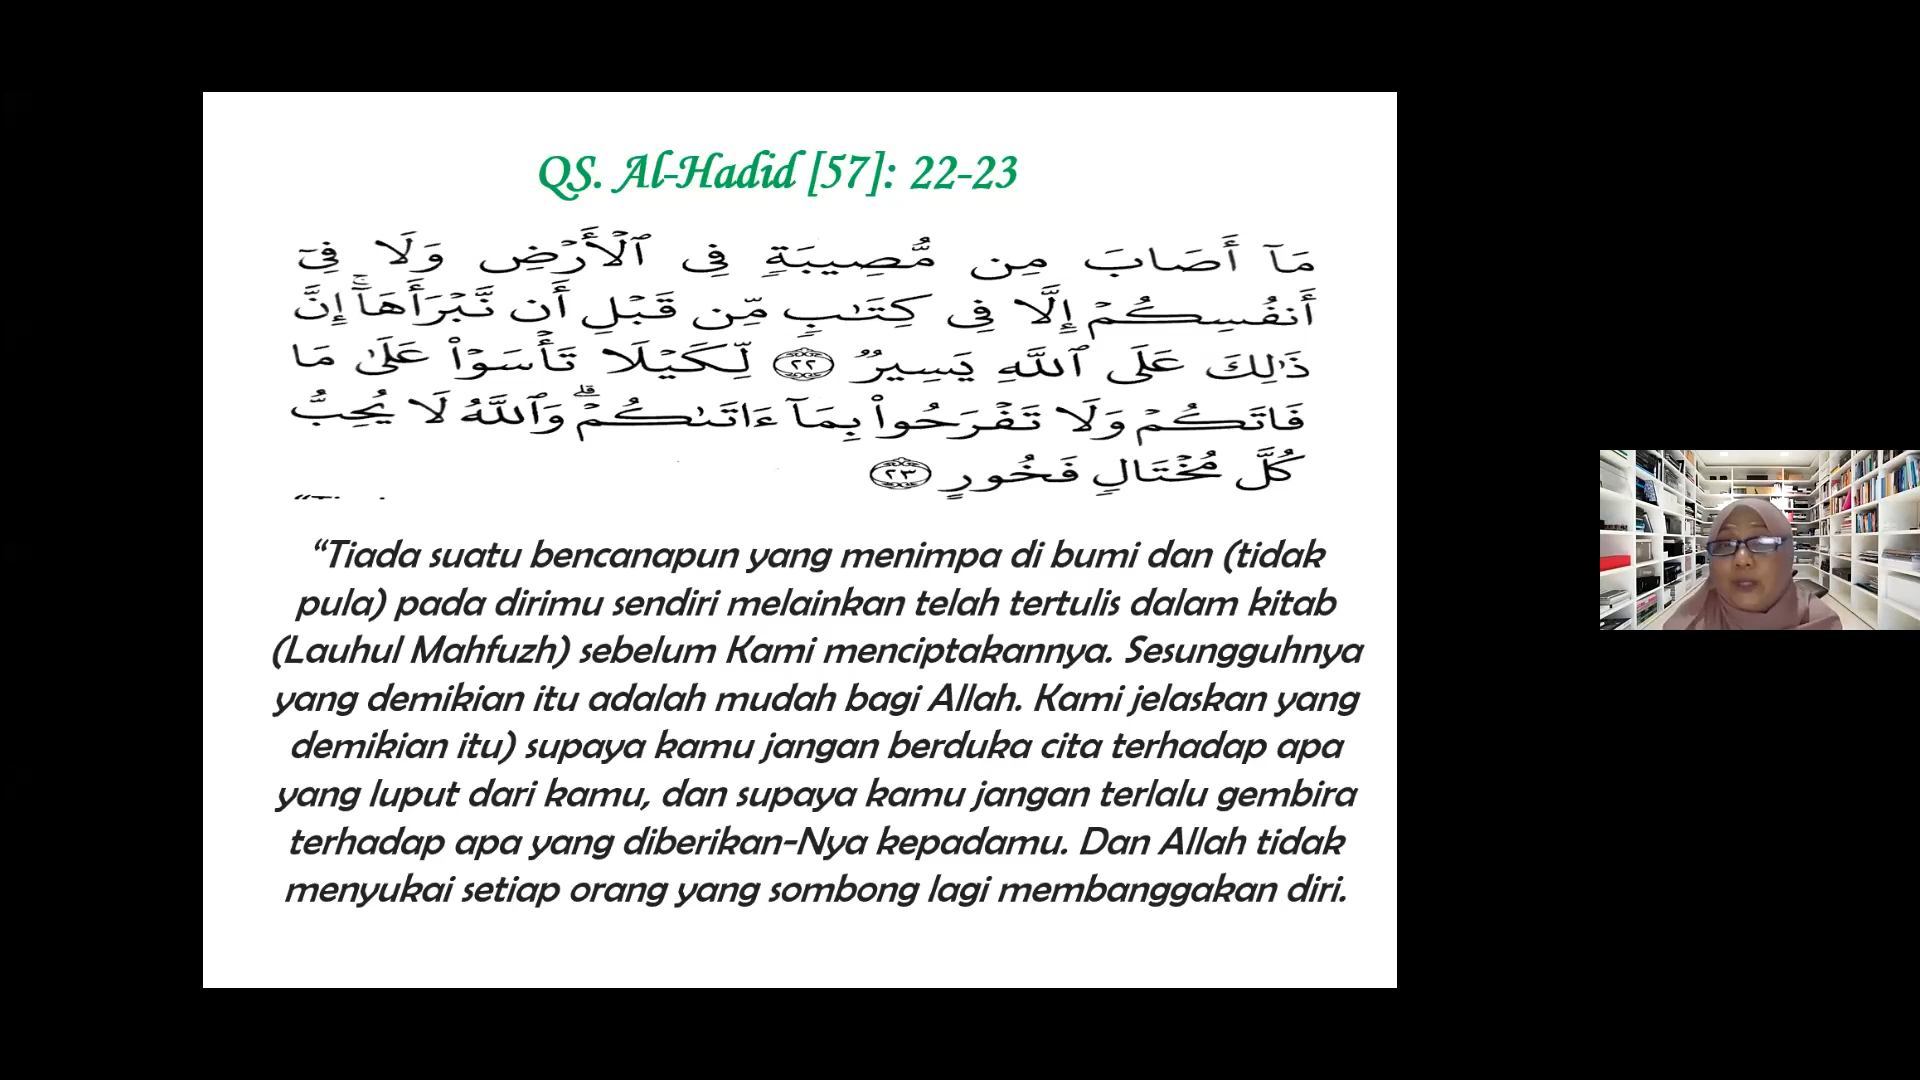 QS. Al-Hadid [57]: 22-23
مَآ أَصَابَ مِن مُّصِيبَةٍ فِى ٱلْأَرْضِ وَلَا فِىٓ
أَنفُسِكُمْ إِلَّا فِى كِتَـٰبٍ مِّن قَبْلِ أَن نَّبْرَأَهَآ ۚ إِنَّ
ذَٰلِكَ عَلَى ٱللَّهِ يَسِيرٌ ٢٢ لِّكَيْلَا تَأْسَوْا۟ عَلَىٰ مَا
فَاتَكُمْ وَلَا تَفْرَحُوا۟ بِمَآ ءَاتَىٰكُمْ ۗ وَٱللَّهُ لَا يُحِبُّ
كُلَّ مُخْتَالٍ فَخُورٍ ٢٣
“Tiada suatu bencanapun yang menimpa di bumi dan (tidak
pula) pada dirimu sendiri melainkan telah tertulis dalam kitab
(Lauhul Mahfuzh) sebelum Kami menciptakannya. Sesungguhnya
yang demikian itu adalah mudah bagi Allah. Kami jelaskan yang
demikian itu) supaya kamu jangan berduka cita terhadap apa
yang luput dari kamu, dan supaya kamu jangan terlalu gembira
terhadap apa yang diberikan-Nya kepadamu. Dan Allah tidak
menyukai setiap orang yang sombong lagi membanggakan diri.